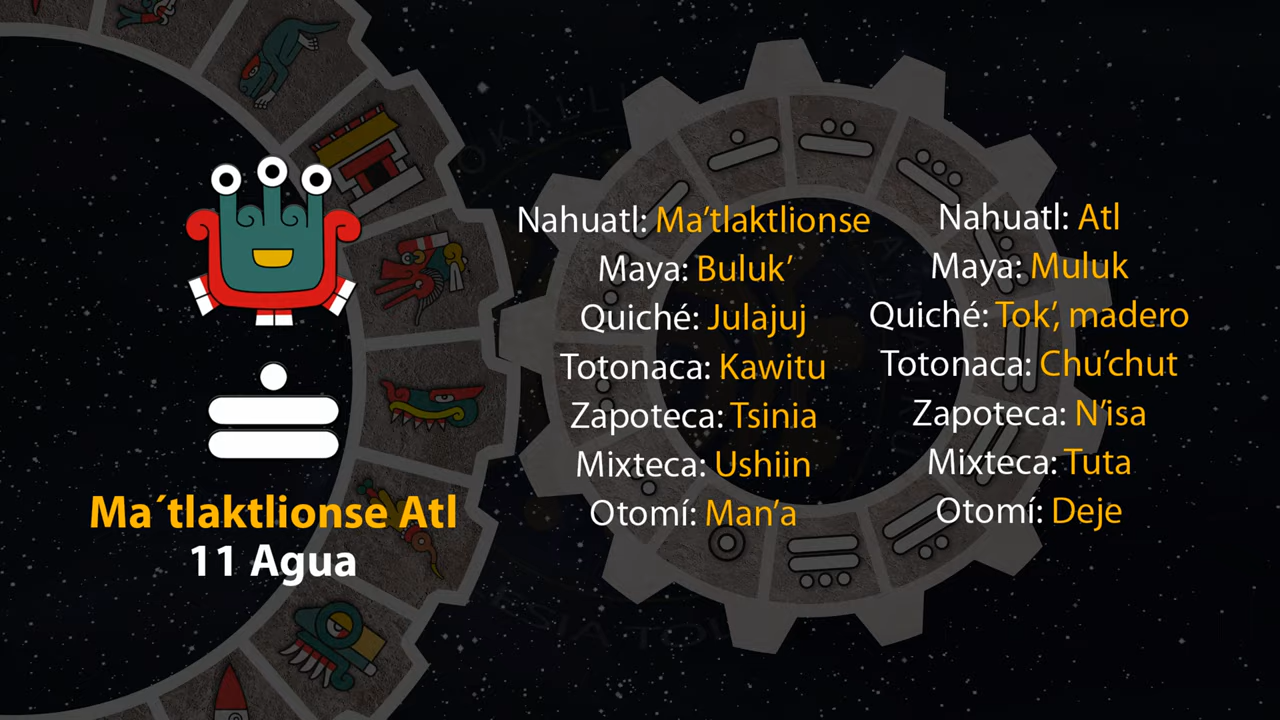 Ma´tlaktlionse Atl
11 Agua
Nahuatl: Ma’tlaktlionse
Maya: Buluk’
Quiché: Julajuj
Totonaca: Kawitu
Zapoteca: Tsinia
Mixteca: Ushiin
Otomí: Man’a
Nahuatl: Atl
Maya: Muluk
Quiché: Tok’, madero
Totonaca: Chu’chut
Zapoteca: N’isa
Mixteca: Tuta
Otomí: Deje